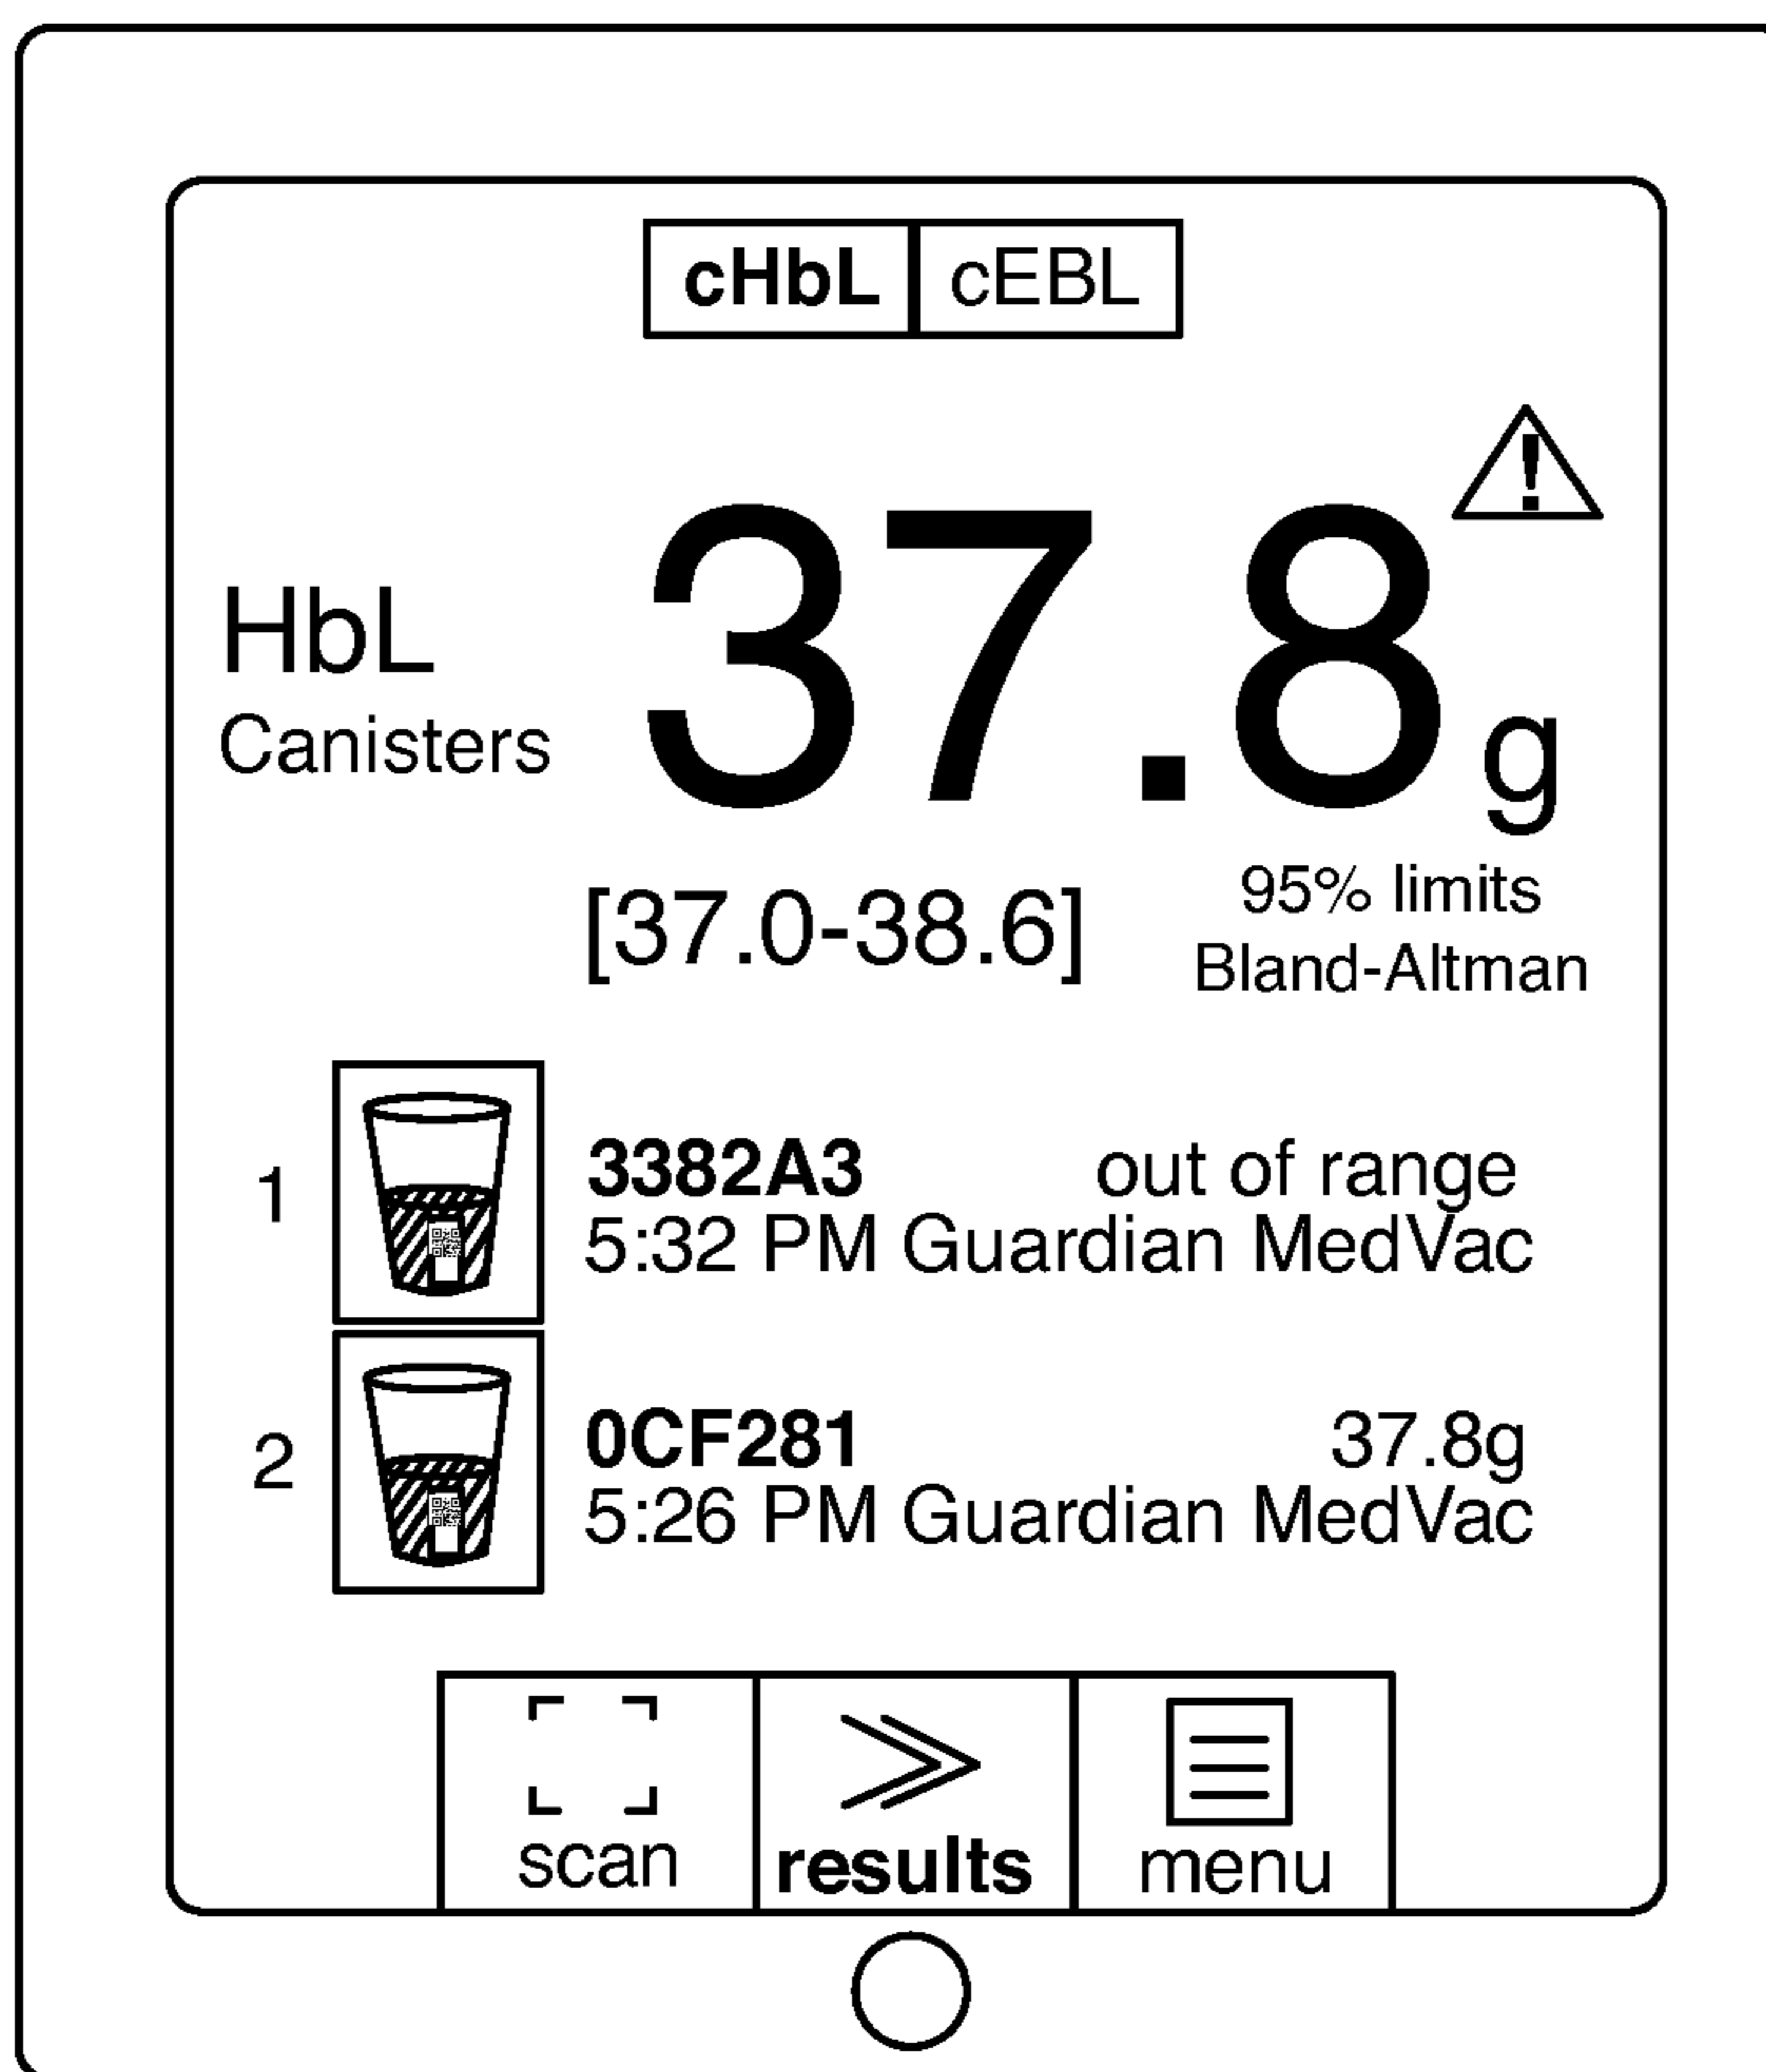 cHbL cEBL
!
HbL
Canisters
37.8 g
[37.0-38.6]
95% limits
Bland-Altman
1
3382A3 out of range
5:32 PM Guardian MedVac
2
0CF281 37.8g
5:26 PM Guardian MedVac
scan results menu